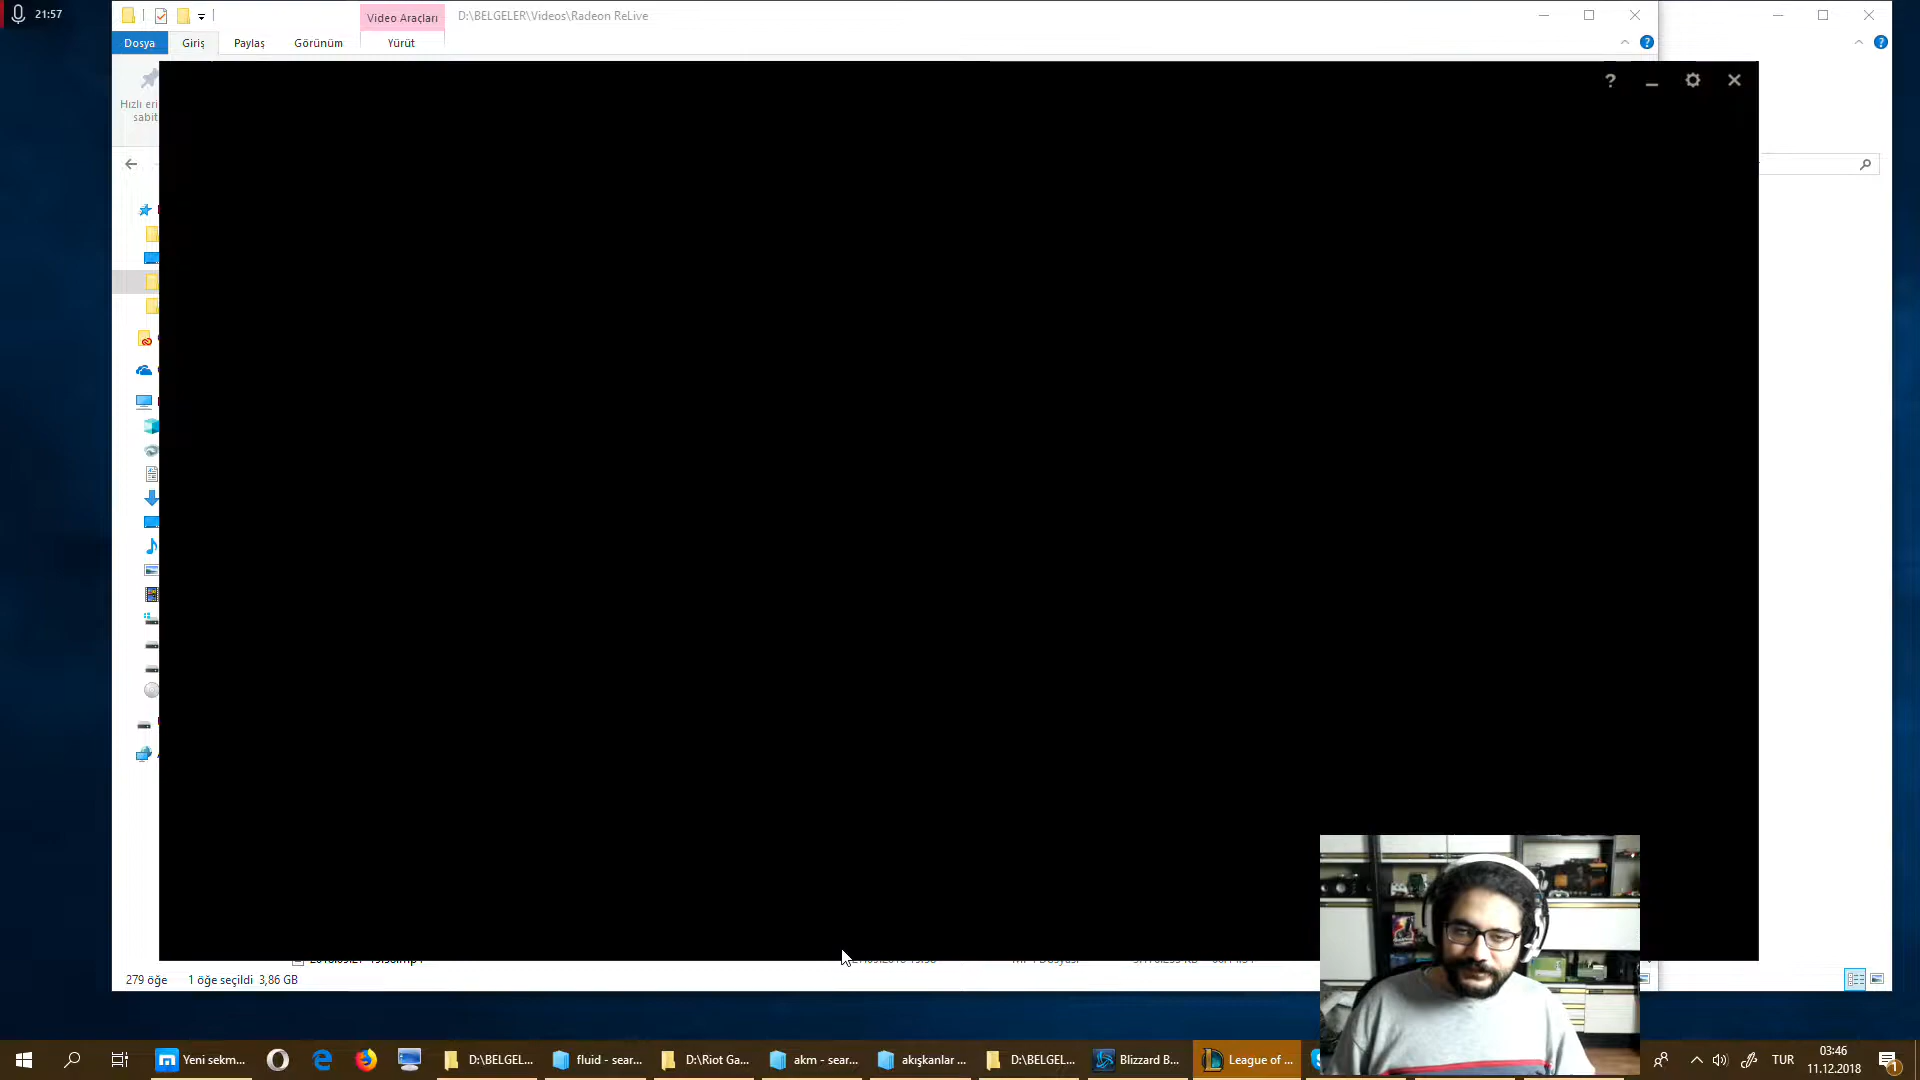 21:57
Video Araçları
D:\BELGELER\Videos\Radeon ReLive
Dosya
Giriş
Paylaş
Görünüm
Yürüt
Hızlı eri
sabit
279 öğe
1 öğe seçildi 3,86 GB
Yeni sekm...
D:\BELGEL...
fluid - sear...
D:\Riot Ga...
akm - sear...
akışkanlar ...
D:\BELGEL...
Blizzard B...
League of ...
TUR
03:46
11.12.2018
1